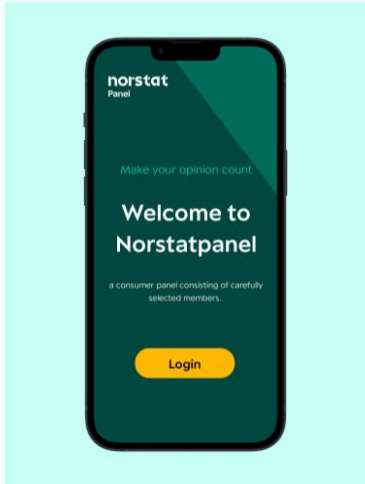 norstat
Panel
Make your opinion count
Welcome to
Norstatpanel
a consumer panel consisting of carefully
selected members.
Login